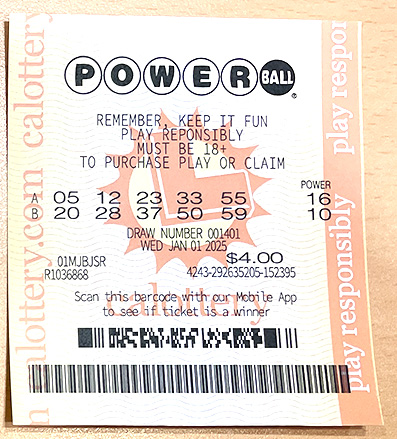 POWERBALL
REMEMBER, KEEP IT FUN
PLAY REPONSIBLY
MUST BE 18+
TO PURCHASE PLAY OR CLAIM
POWER
A 05 12 23 33 55 16
B 20 28 37 50 59 10
DRAW NUMBER 001401
WED JAN 01 2025
01MJBJSR $4.00
R1036868 4243-292635205-152395
Scan this barcode with our Mobile App
to see if ticket is a winner
calottery
alottery.com calottery
play responsibly play respon